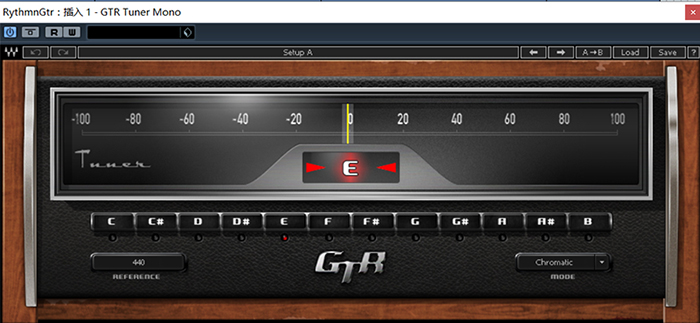 RythmnGtr : 插入 1 - GTR Tuner Mono
R W
Setup A A→B Load Save ?
-100 -80 -60 -40 -20 0 20 40 60 80 100
Tuner
E
C C# D D# E F F# G G# A A# B
440 GTR Chromatic
REFERENCE MODE